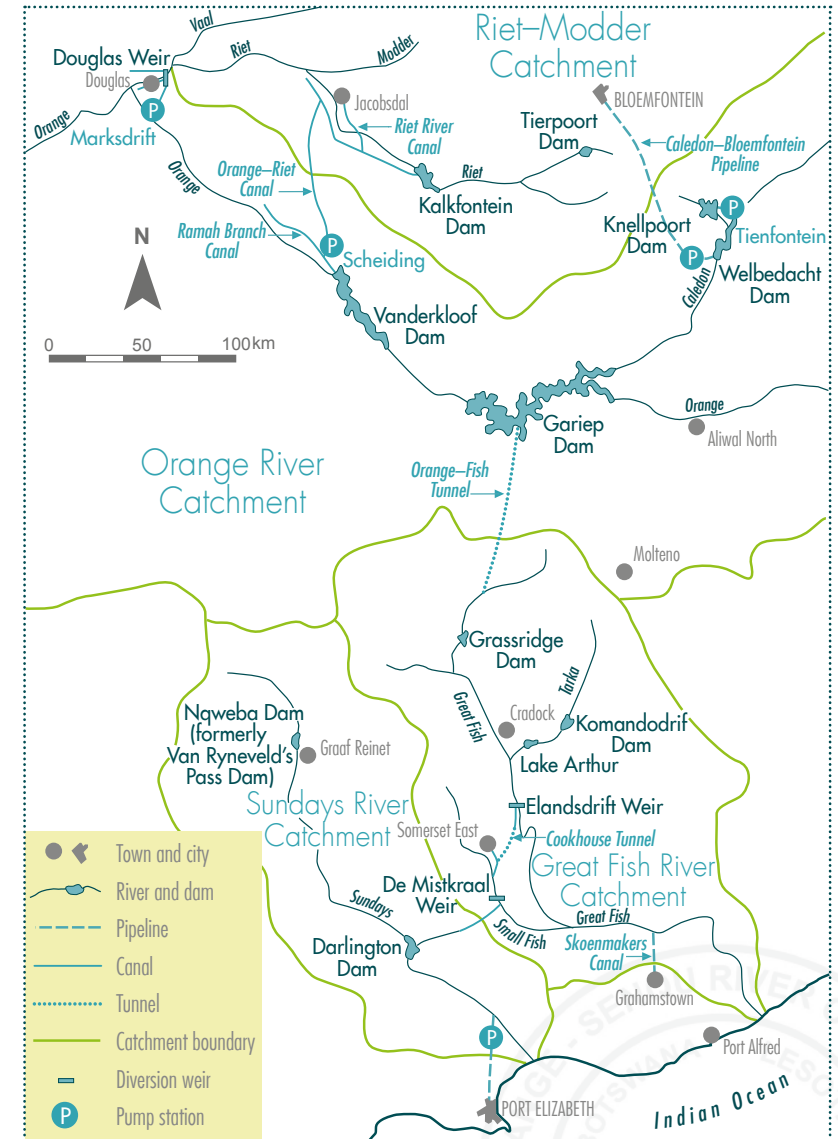 Vaal
Riet–Modder
Catchment
Riet
Modder
Douglas Weir
Douglas
P
Marksdrift
Orange
Jacobsdal
Riet River
Canal
BLOEMFONTEIN
Tierpoort
Dam
Caledon–Bloemfontein
Pipeline
Orange
Orange–Riet
Canal
Riet
Kalkfontein
Dam
Ramah Branch
Canal
P
Scheiding
Knellpoort
Dam
P
Tienfontein
P
Welbedacht
Dam
Caledon
N
0 50 100km
Vanderkloof
Dam
Gariep
Dam
Orange
Aliwal North
Orange River
Catchment
Orange–Fish
Tunnel
Molteno
Grassridge
Dam
Great Fish
Tarka
Cradock
Komandodrif
Dam
Lake Arthur
Nqweba Dam
(formerly
Van Ryneveld's
Pass Dam)
Graaf Reinet
Sundays River
Catchment
Elandsdrift Weir
Somerset East
Cookhouse Tunnel
Great Fish River
Catchment
De Mistkraal
Weir
Sundays
Small Fish
Great Fish
Darlington
Dam
Skoenmakers
Canal
Grahamstown
P
Port Alfred
PORT ELIZABETH
Indian Ocean
Town and city
River and dam
Pipeline
Canal
Tunnel
Catchment boundary
Diversion weir
P
Pump station